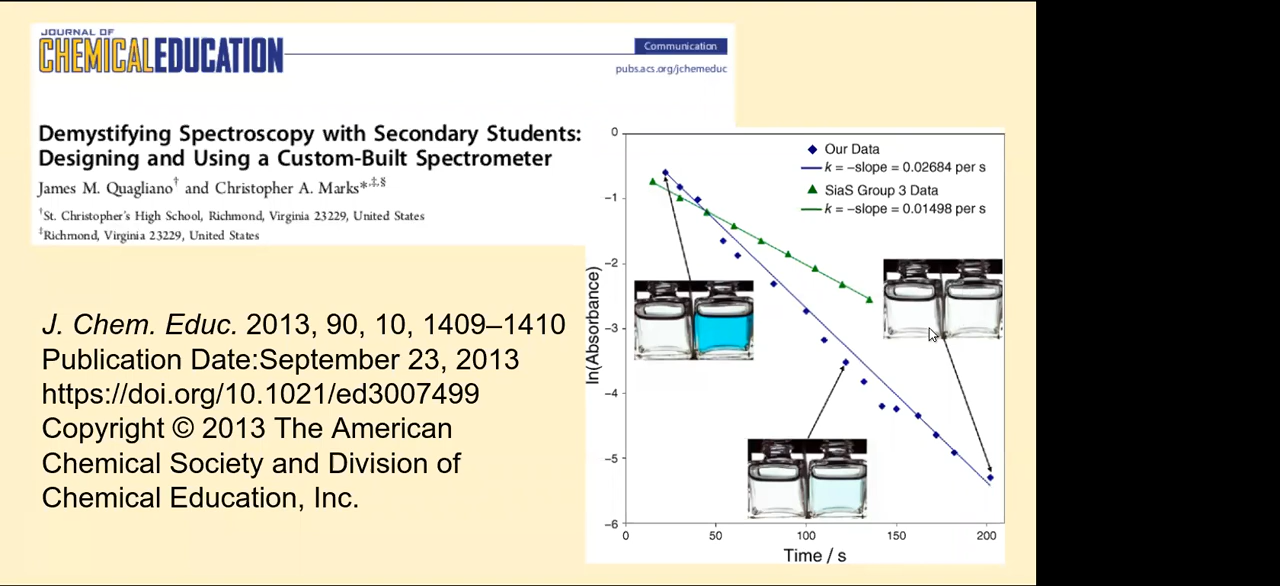 JOURNAL OF
CHEMICALEDUCATION
Communication
pubs.acs.org/jchemeduc
Demystifying Spectroscopy with Secondary Students:
Designing and Using a Custom-Built Spectrometer
James M. Quagliano† and Christopher A. Marks*,‡,§
†St. Christopher's High School, Richmond, Virginia 23229, United States
‡Richmond, Virginia 23229, United States
J. Chem. Educ. 2013, 90, 10, 1409–1410
Publication Date:September 23, 2013
https://doi.org/10.1021/ed3007499
Copyright © 2013 The American
Chemical Society and Division of
Chemical Education, Inc.
Our Data
k = −slope = 0.02684 per s
SiaS Group 3 Data
k = −slope = 0.01498 per s
ln(Absorbance)
0
−1
−2
−3
−4
−5
−6
0 50 100 150 200
Time / s